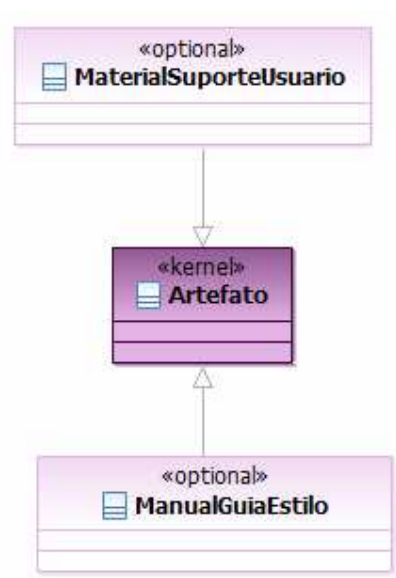 «optional»
MaterialSuporteUsuario
«kernel»
Artefato
«optional»
ManualGuiaEstilo